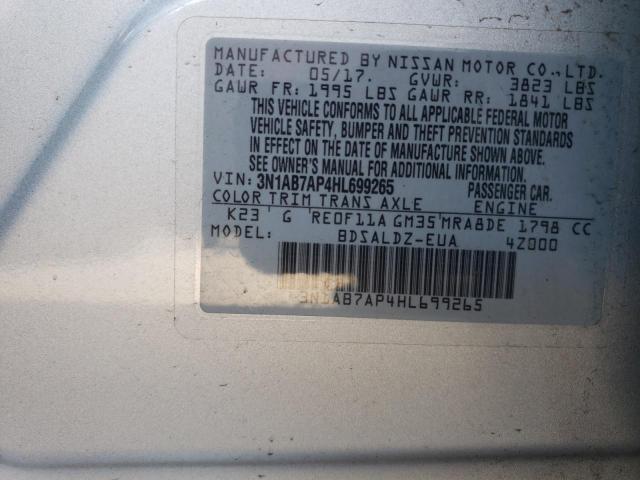 MANUFACTURED BY NISSAN MOTOR CO., LTD.
DATE: 05/17. GVWR: 3823 LBS
GAWR FR: 1995 LBS GAWR RR: 1841 LBS
THIS VEHICLE CONFORMS TO ALL APPLICABLE FEDERAL MOTOR
VEHICLE SAFETY, BUMPER AND THEFT PREVENTION STANDARDS
IN EFFECT ON THE DATE OF MANUFACTURE SHOWN ABOVE.
SEE OWNER'S MANUAL FOR ADDITIONAL INFORMATION.
VIN: 3N1AB7AP4HL699265 PASSENGER CAR.
COLOR TRIM TRANS AXLE ENGINE
K23 G RE0F11A GM35 MRA8DE 1798 CC
BDSALDZ-EUA 4Z000
3N1AB7AP4HL699265